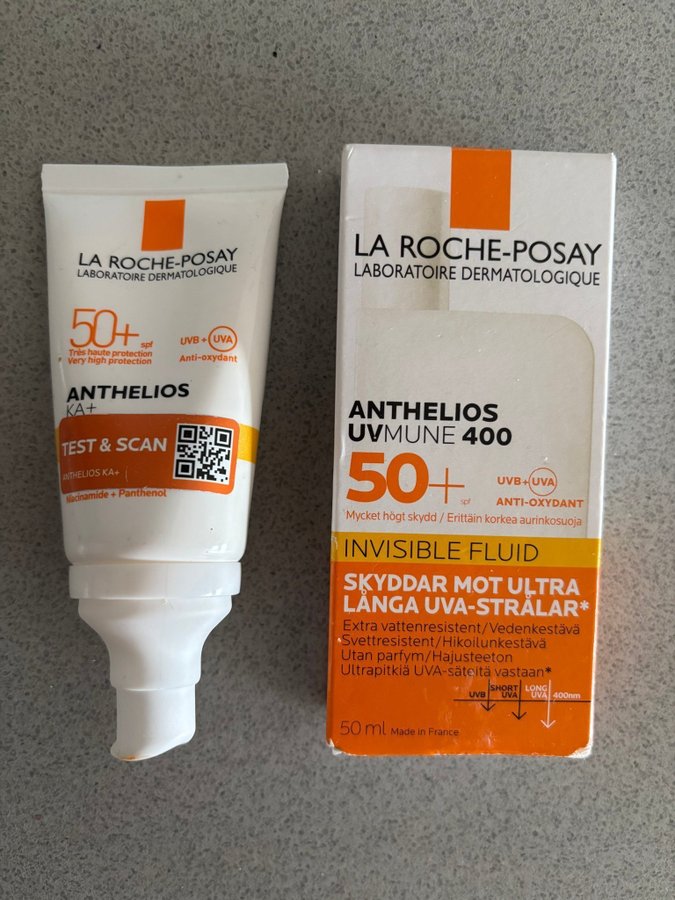 LA ROCHE-POSAY
LABORATOIRE DERMATOLOGIQUE
50+ spf
Très haute protection
Very high protection
UVB + UVA
Anti-oxydant
ANTHELIOS
KA+
TEST & SCAN
ANTHELIOS KA+
Niacinamide + Panthenol
LA ROCHE-POSAY
LABORATOIRE DERMATOLOGIQUE
ANTHELIOS
UVMUNE 400
50+ spf
UVB + UVA
ANTI-OXYDANT
Mycket högt skydd / Erittäin korkea aurinkosuoja
INVISIBLE FLUID
SKYDDAR MOT ULTRA
LÅNGA UVA-STRÅLAR*
Extra vattenresistent/Vedenkestävä
Svettresistent/Hikoilunkestävä
Utan parfym/Hajusteeton
Ultrapitkiä UVA-säteitä vastaan*
UVB SHORT UVA LONG UVA 400nm
50 ml Made in France